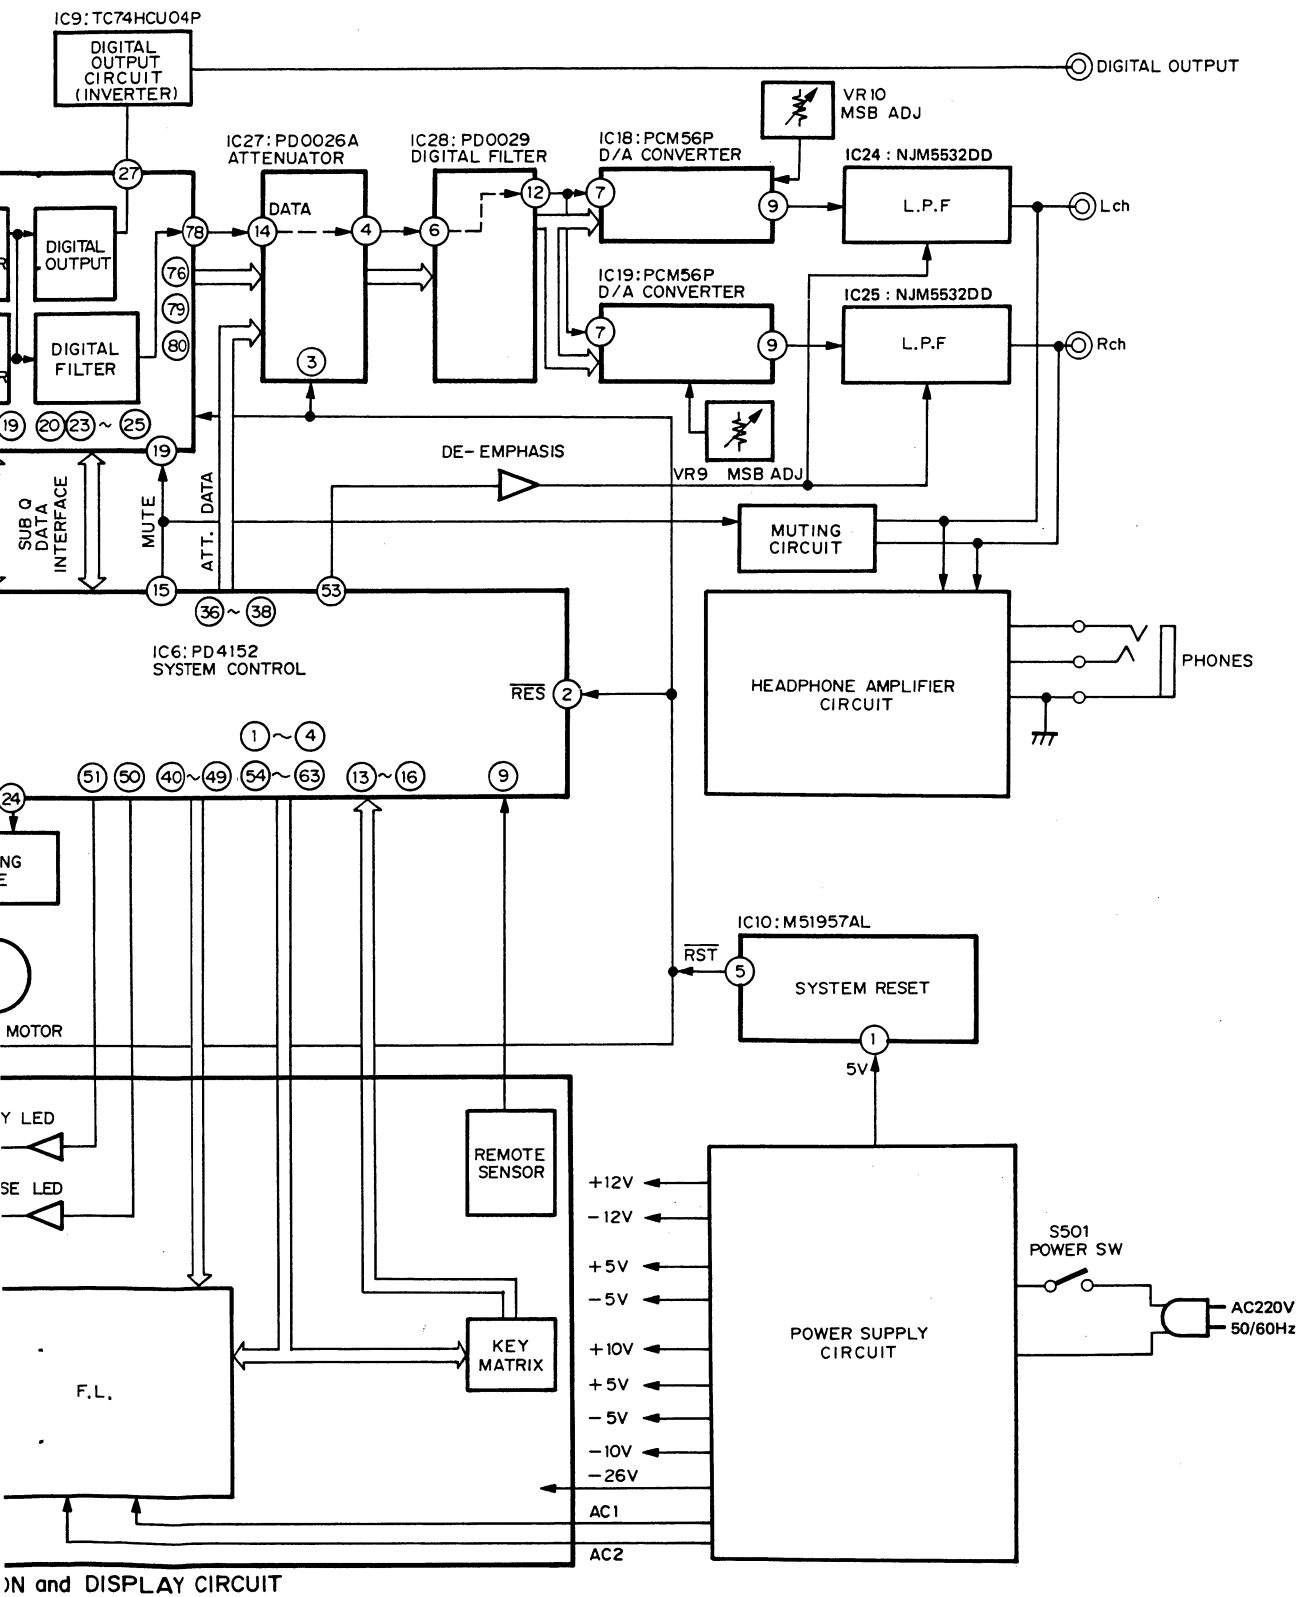 IC9:TC74HCU04P
DIGITAL
OUTPUT
CIRCUIT
(INVERTER)
DIGITAL OUTPUT
VR10
MSB ADJ
IC27:PD0026A
ATTENUATOR
IC28:PD0029
DIGITAL FILTER
IC18:PCM56P
D/A CONVERTER
IC24:NJM5532DD
27
DATA
12
7
9
L.P.F
Lch
R
DIGITAL
OUTPUT
78
14
4
6
76
79
80
IC19:PCM56P
D/A CONVERTER
IC25:NJM5532DD
7
9
L.P.F
Rch
R
DIGITAL
FILTER
3
19
20
23
~
25
19
DE-EMPHASIS
VR9
MSB ADJ
SUB Q
DATA
INTERFACE
MUTE
ATT. DATA
MUTING
CIRCUIT
15
36
~
38
53
IC6:PD4152
SYSTEM CONTROL
RES
2
HEADPHONE AMPLIFIER
CIRCUIT
PHONES
1
~
4
51
50
40
~
49
54
~
63
13
~
16
9
24
NG
E
IC10:M51957AL
RST
5
SYSTEM RESET
1
5V
MOTOR
Y LED
SE LED
REMOTE
SENSOR
+12V
-12V
+5V
-5V
S501
POWER SW
AC220V
50/60Hz
POWER SUPPLY
CIRCUIT
KEY
MATRIX
+10V
+5V
-5V
-10V
-26V
AC1
AC2
F.L.
ON and DISPLAY CIRCUIT